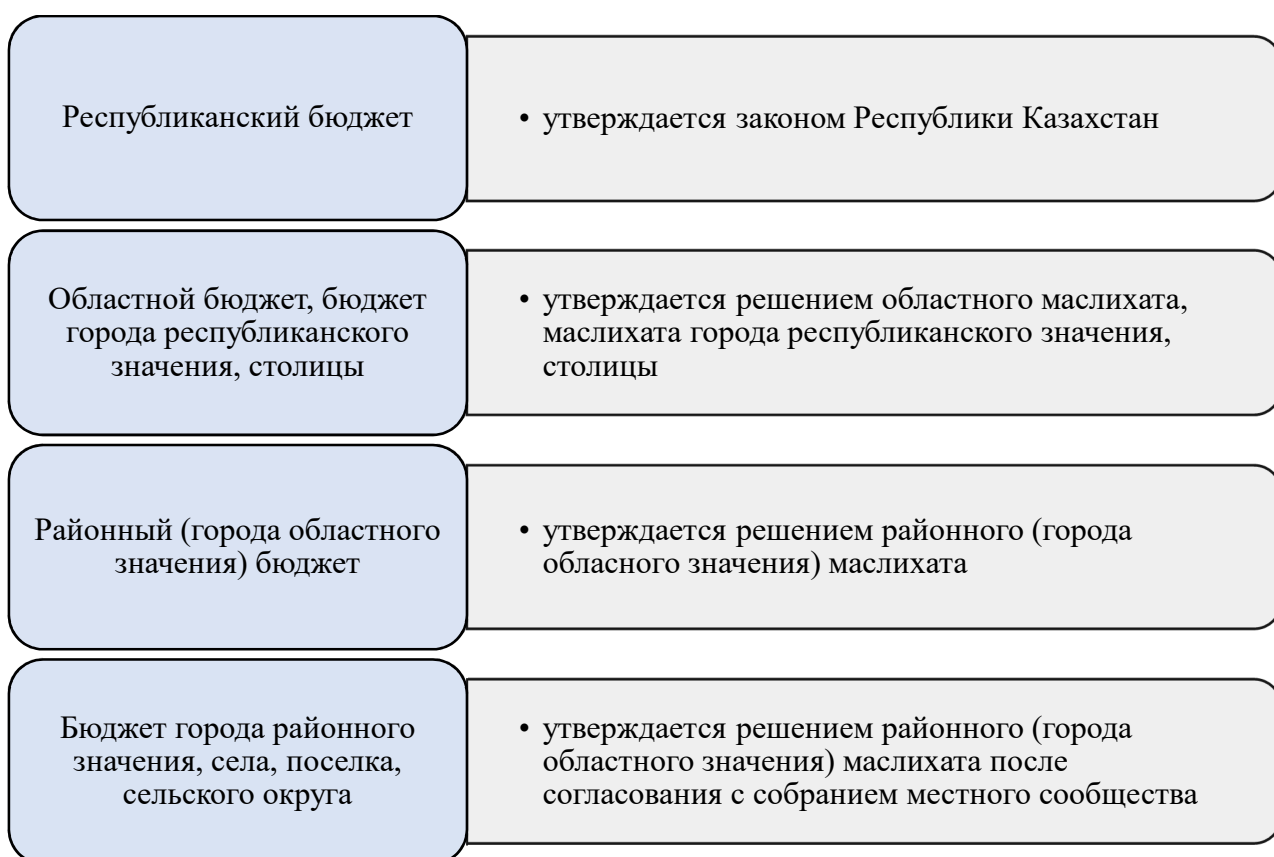 Республиканский бюджет
• утверждается законом Республики Казахстан
Областной бюджет, бюджет
города республиканского
значения, столицы
• утверждается решением областного маслихата,
маслихата города республиканского значения,
столицы
Районный (города областного
значения) бюджет
• утверждается решением районного (города
обласного значения) маслихата
Бюджет города районного
значения, села, поселка,
сельского округа
• утверждается решением районного (города
областного значения) маслихата после
согласования с собранием местного сообщества